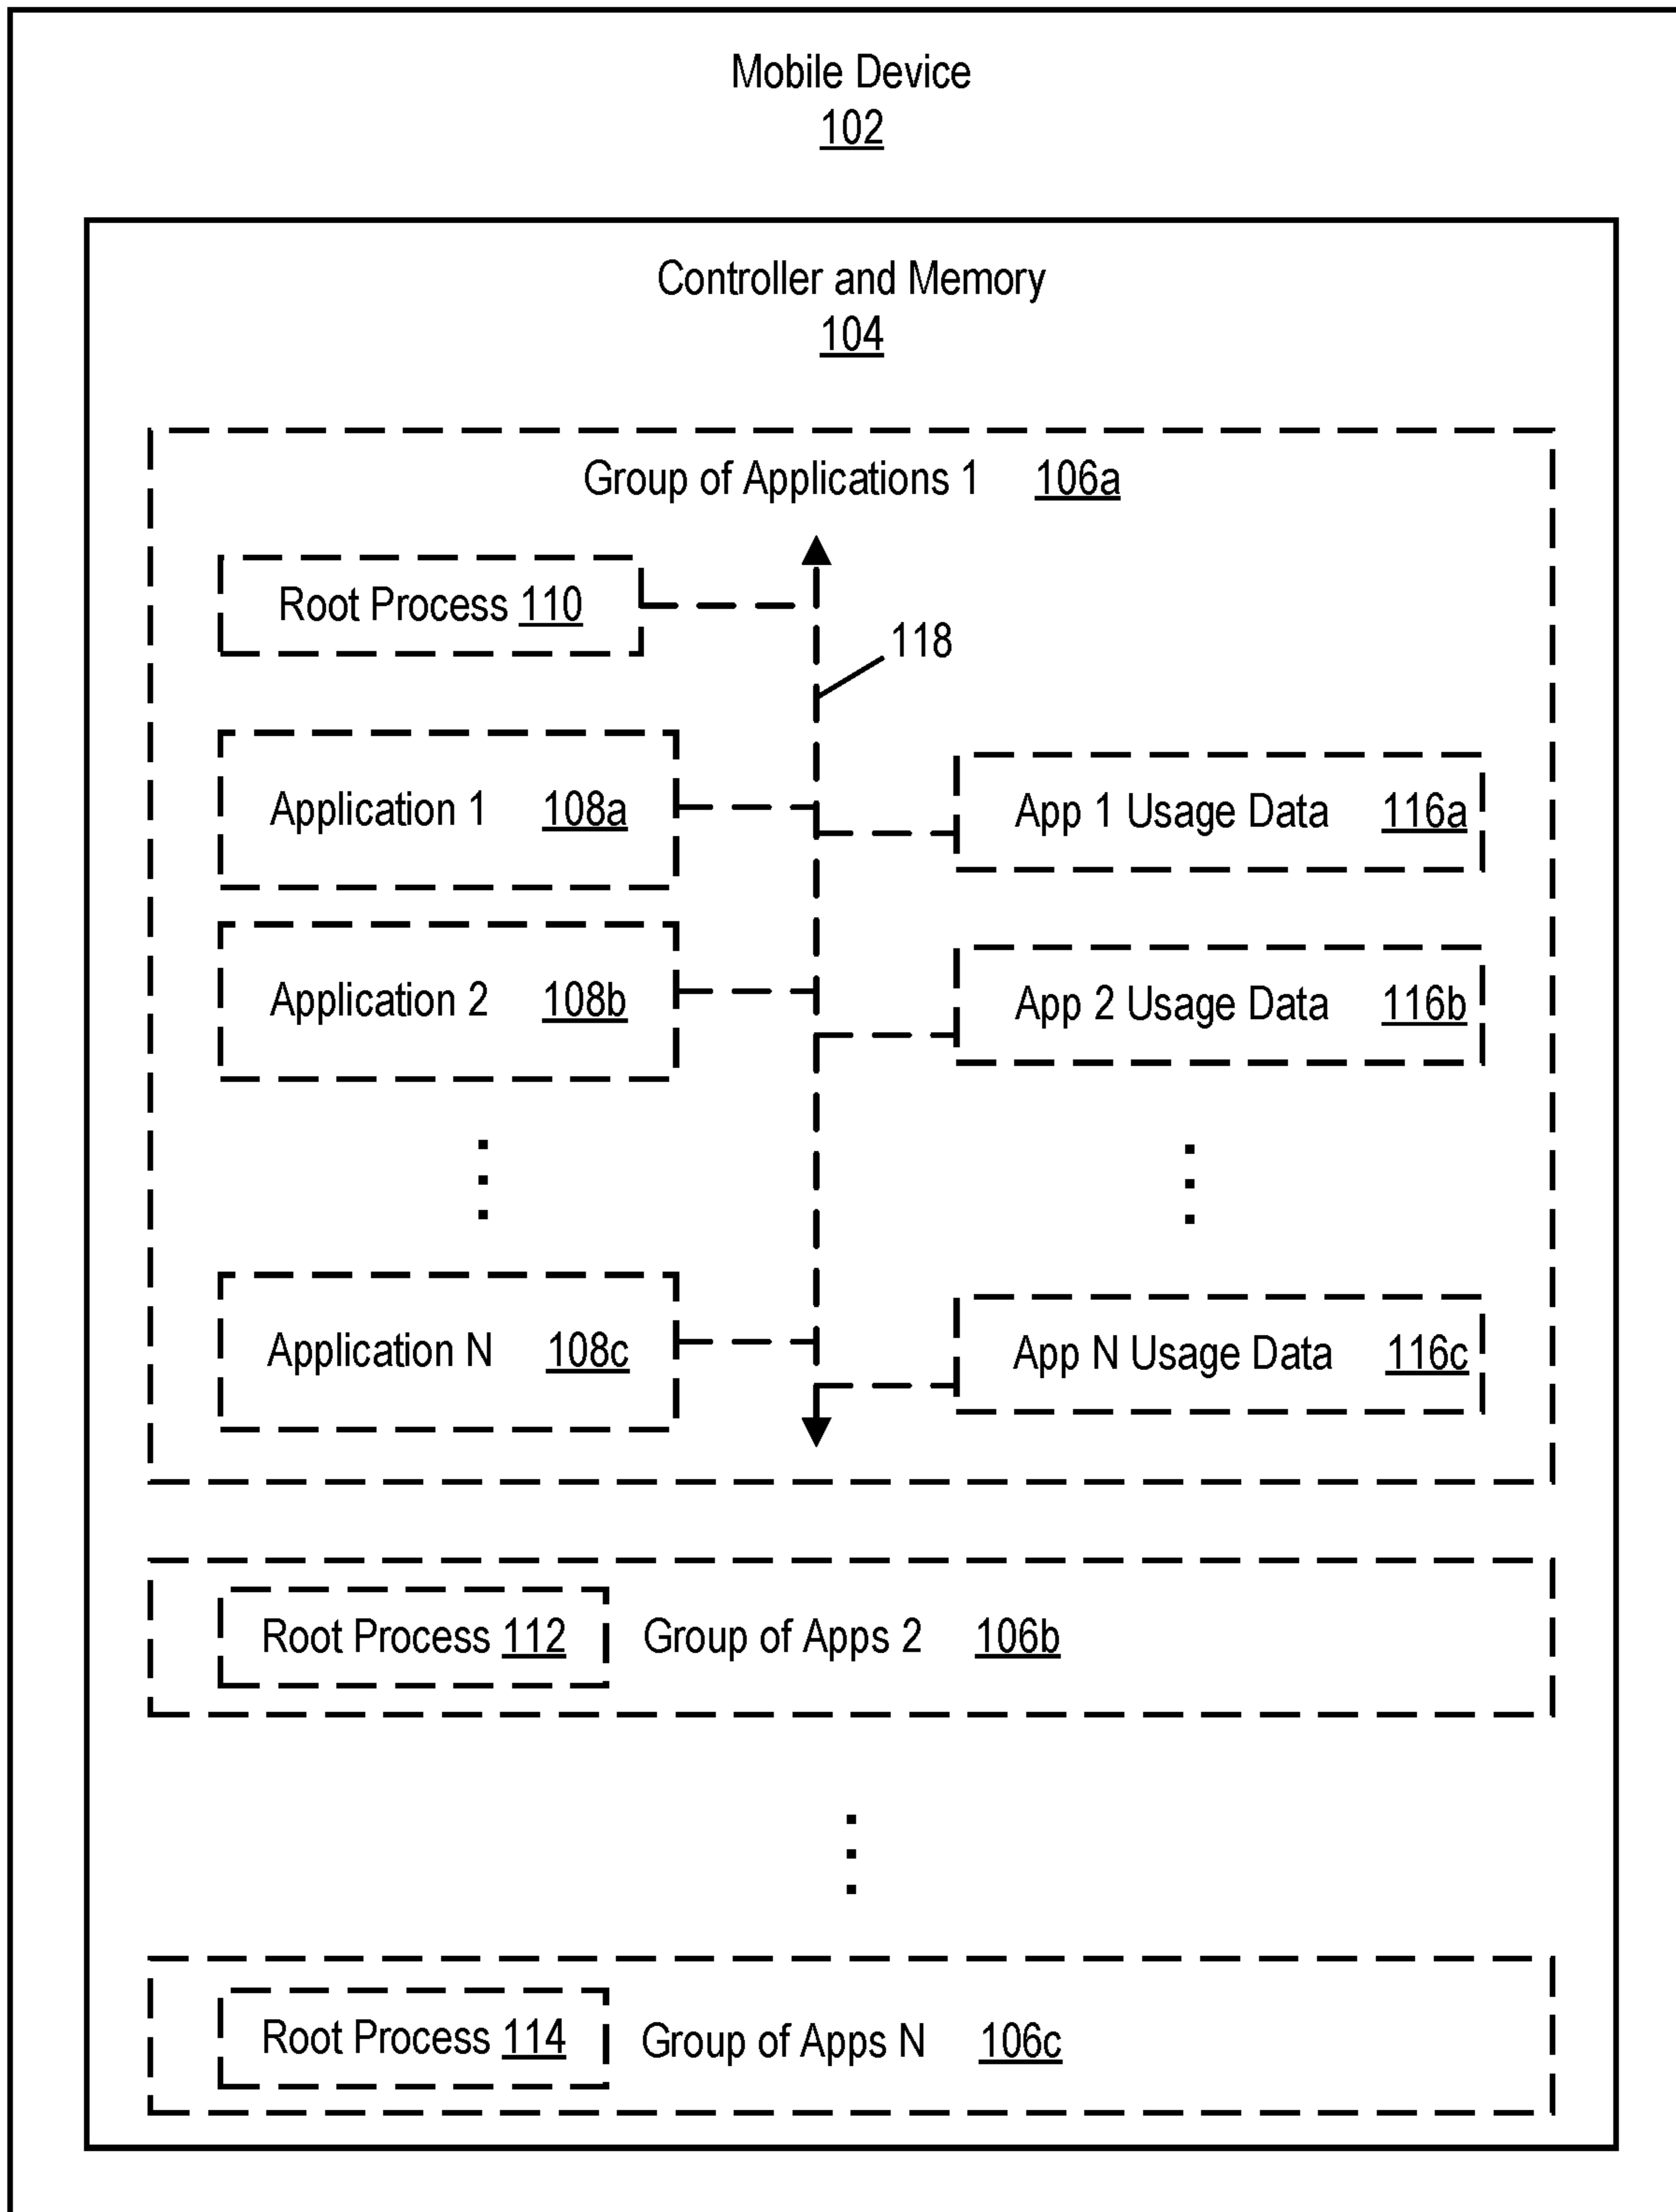 Mobile Device
102
Controller and Memory
104
Group of Applications 1 106a
Root Process 110
118
Application 1 108a
App 1 Usage Data 116a
Application 2 108b
App 2 Usage Data 116b
Application N 108c
App N Usage Data 116c
Root Process 112 Group of Apps 2 106b
Root Process 114 Group of Apps N 106c